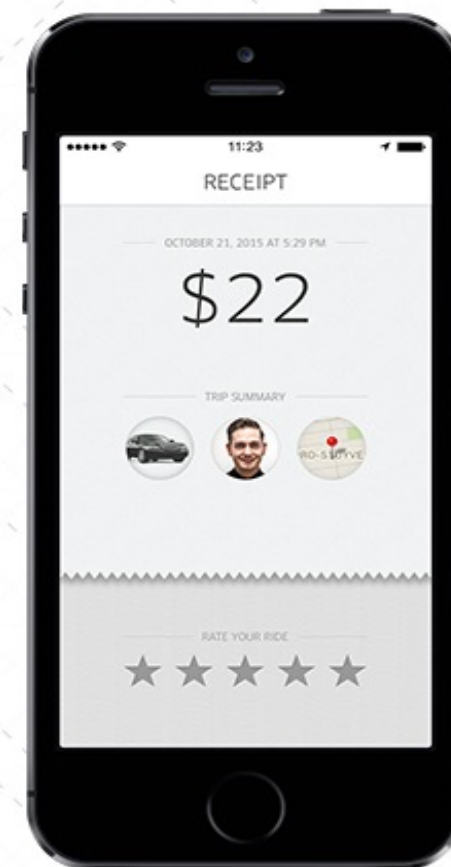 11:23
RECEIPT
OCTOBER 21, 2015 AT 5:29 PM
$22
TRIP SUMMARY
RATE YOUR RIDE